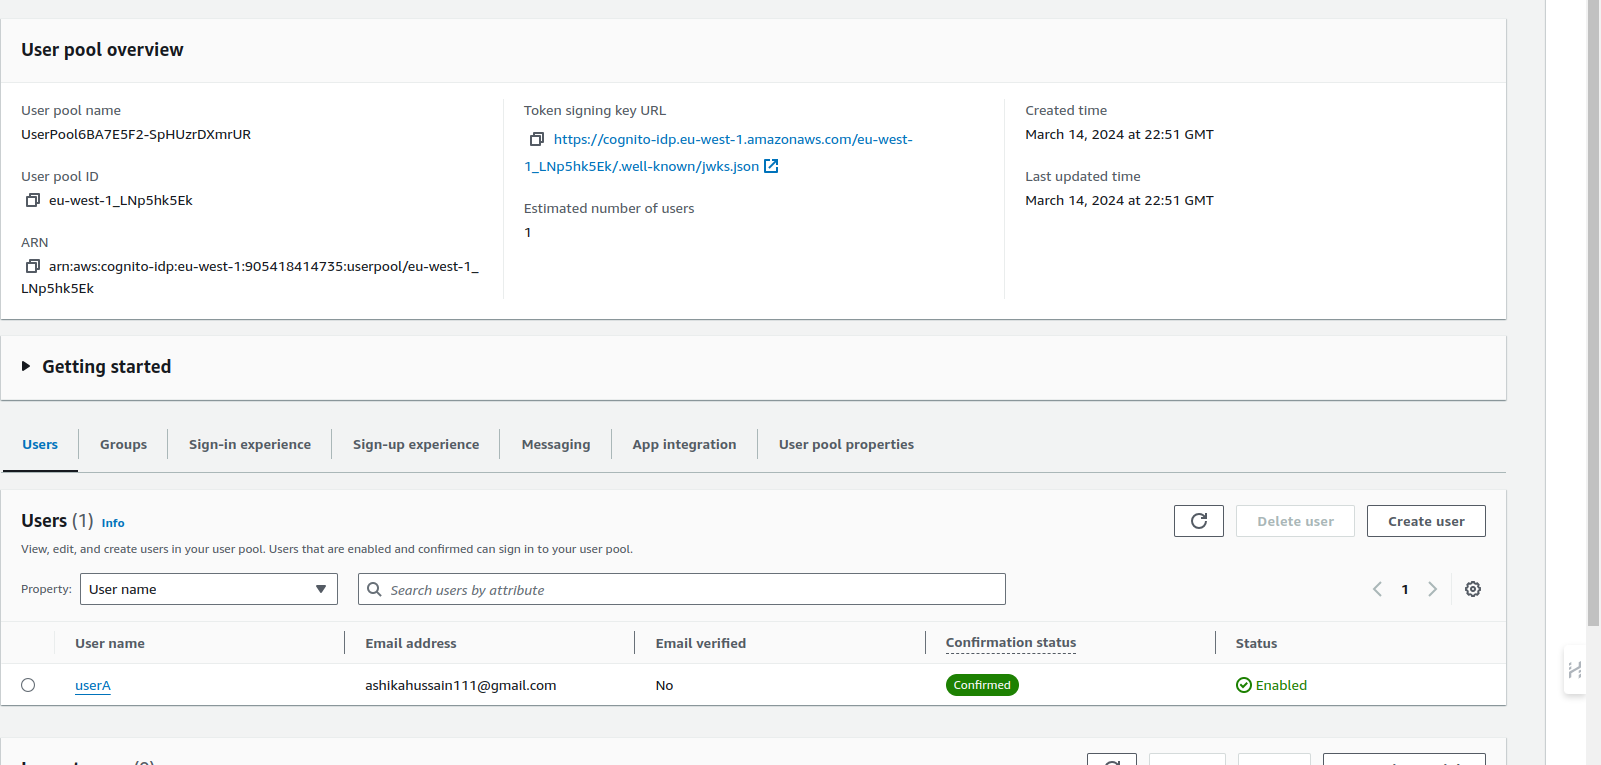 User pool overview
User pool name
UserPool6BA7E5F2-SpHUzrDXmrUR
User pool ID
eu-west-1_LNp5hk5Ek
ARN
arn:aws:cognito-idp:eu-west-1:905418414735:userpool/eu-west-1_
LNp5hk5Ek
Token signing key URL
https://cognito-idp.eu-west-1.amazonaws.com/eu-west-
1_LNp5hk5Ek/.well-known/jwks.json
Estimated number of users
1
Created time
March 14, 2024 at 22:51 GMT
Last updated time
March 14, 2024 at 22:51 GMT
Getting started
Users Groups Sign-in experience Sign-up experience Messaging App integration User pool properties
Users (1) Info
Delete user Create user
View, edit, and create users in your user pool. Users that are enabled and confirmed can sign in to your user pool.
Property: User name Search users by attribute 1
User name Email address Email verified Confirmation status Status
userA ashikahussain111@gmail.com No Confirmed Enabled